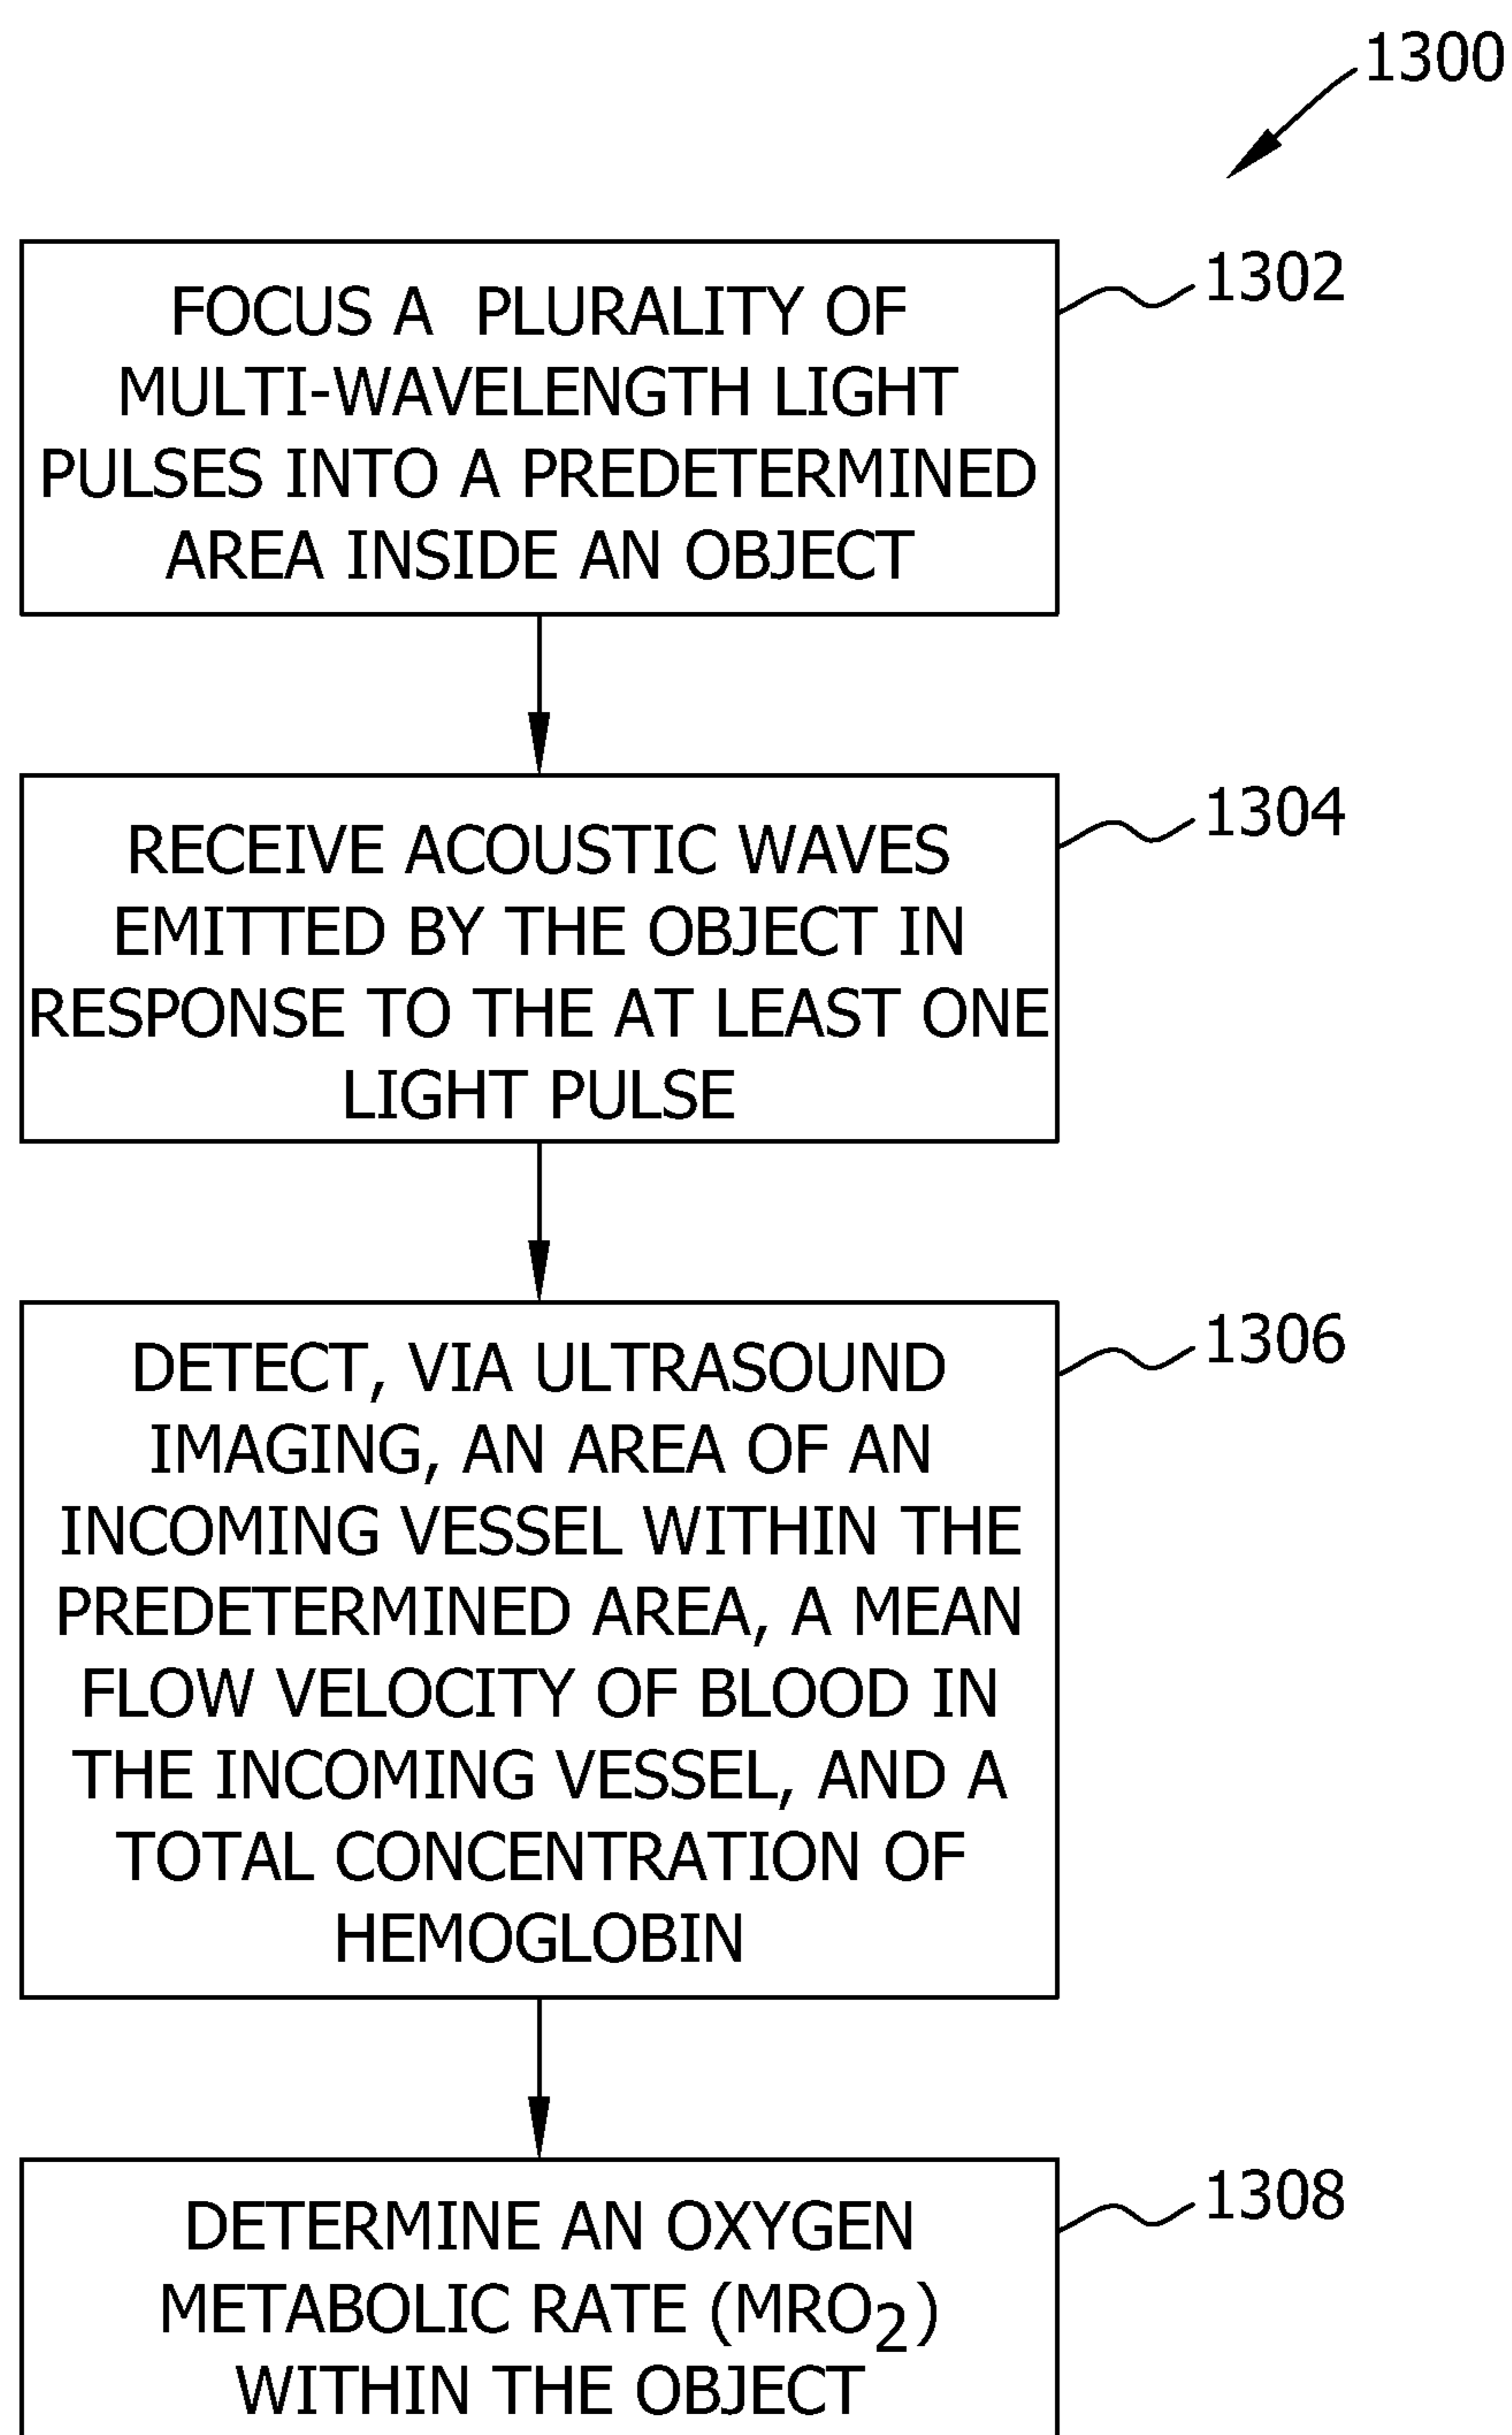 1300
1302
FOCUS A PLURALITY OF
MULTI-WAVELENGTH LIGHT
PULSES INTO A PREDETERMINED
AREA INSIDE AN OBJECT
1304
RECEIVE ACOUSTIC WAVES
EMITTED BY THE OBJECT IN
RESPONSE TO THE AT LEAST ONE
LIGHT PULSE
1306
DETECT, VIA ULTRASOUND
IMAGING, AN AREA OF AN
INCOMING VESSEL WITHIN THE
PREDETERMINED AREA, A MEAN
FLOW VELOCITY OF BLOOD IN
THE INCOMING VESSEL, AND A
TOTAL CONCENTRATION OF
HEMOGLOBIN
1308
DETERMINE AN OXYGEN
METABOLIC RATE (MRO₂)
WITHIN THE OBJECT